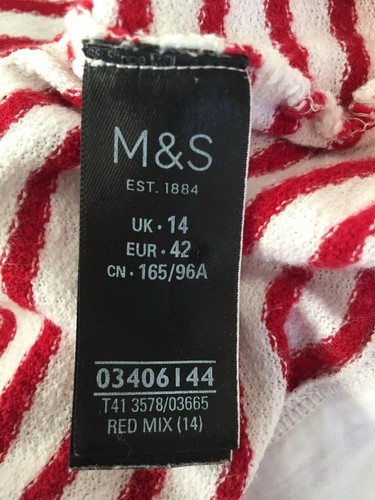 M&S
EST. 1884
UK • 14
EUR • 42
CN • 165/96A
03406144
T41 3578/03665
RED MIX (14)